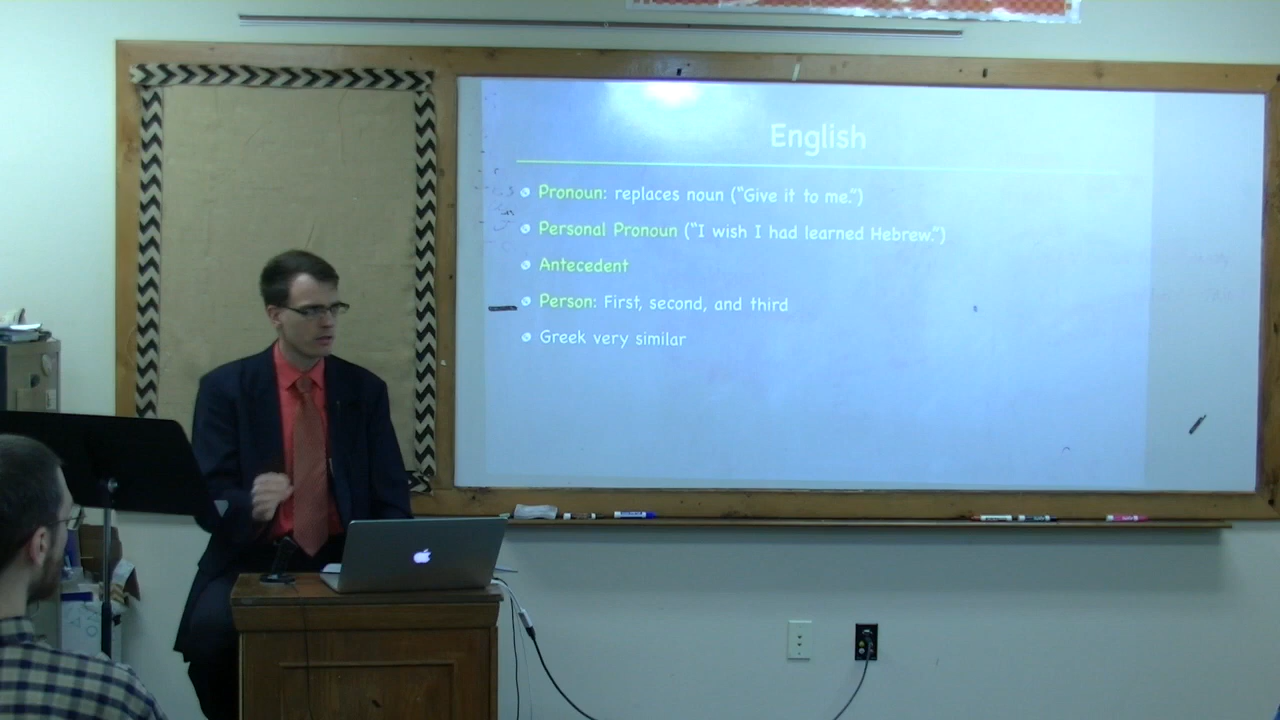 English
Pronoun: replaces noun ("Give it to me.")
Personal Pronoun ("I wish I had learned Hebrew.")
Antecedent
Person: First, second, and third
Greek very similar